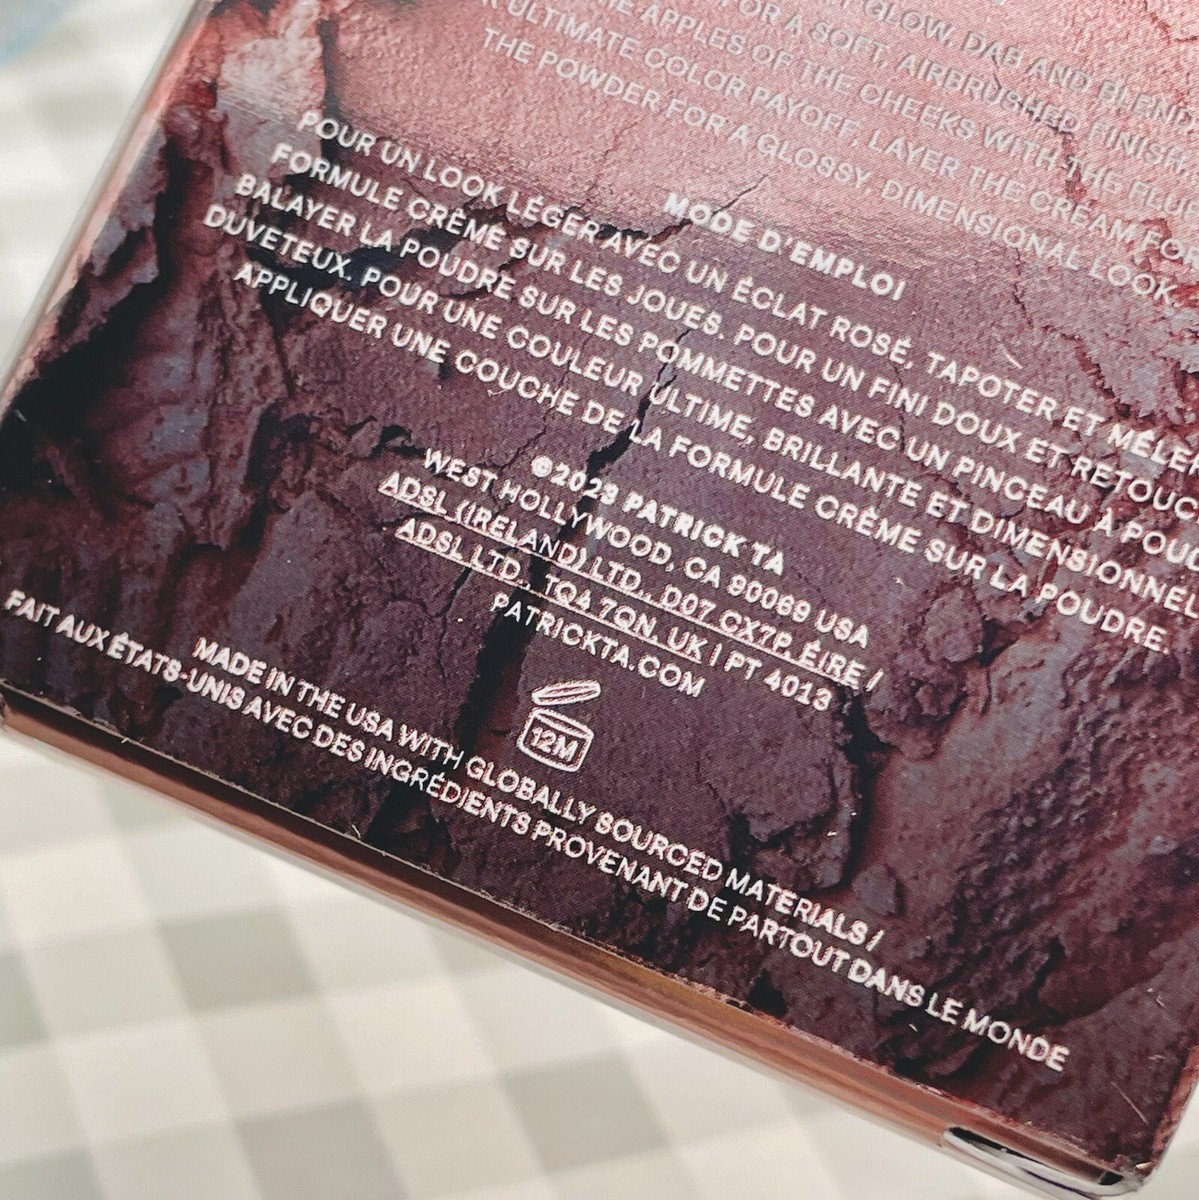 GLOW, DAB AND BLEND
FOR A SOFT, AIRBRUSHED FINISH,
THE APPLES OF THE CHEEKS WITH THE FLUF
ULTIMATE COLOR PAYOFF, LAYER THE CREAM FO
THE POWDER FOR A GLOSSY, DIMENSIONAL LOOK.
MODE D'EMPLOI
POUR UN LOOK LÉGER AVEC UN ÉCLAT ROSÉ, TAPOTER ET MÉLE
FORMULE CRÈME SUR LES JOUES. POUR UN FINI DOUX ET RETOUC
BALAYER LA POUDRE SUR LES POMMETTES AVEC UN PINCEAU À POUD
DUVETEUX. POUR UNE COULEUR ULTIME, BRILLANTE ET DIMENSIONNEL
APPLIQUER UNE COUCHE DE LA FORMULE CRÈME SUR LA POUDRE.
©2023 PATRICK TA
WEST HOLLYWOOD, CA 90069 USA
ADSL (IRELAND) LTD., D07 CX7P, ÉIRE /
ADSL LTD., TQ4 7QN, UK | PT 4013
PATRICKTA.COM
12M
MADE IN THE USA WITH GLOBALLY SOURCED MATERIALS /
FAIT AUX ÉTATS-UNIS AVEC DES INGRÉDIENTS PROVENANT DE PARTOUT DANS LE MONDE